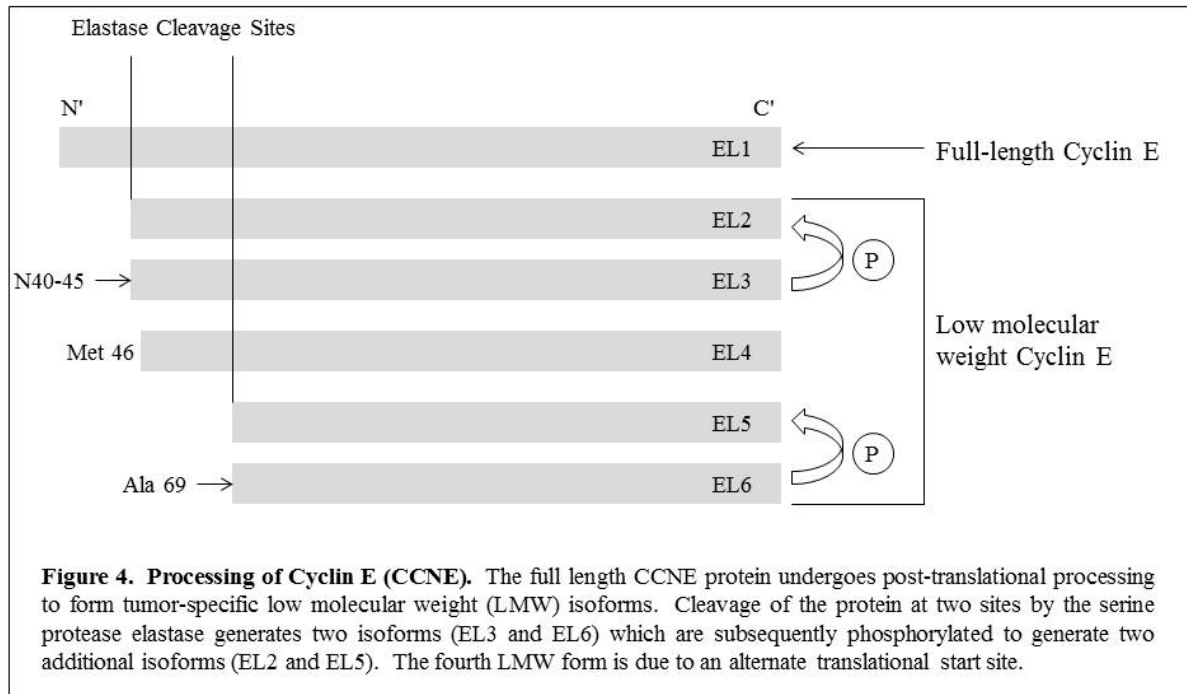 Elastase Cleavage Sites
N' C'
EL1 Full-length Cyclin E
EL2
P
N40-45 EL3
Met 46 EL4
Low molecular
weight Cyclin E
EL5
P
Ala 69 EL6
Figure 4. Processing of Cyclin E (CCNE). The full length CCNE protein undergoes post-translational processing
to form tumor-specific low molecular weight (LMW) isoforms. Cleavage of the protein at two sites by the serine
protease elastase generates two isoforms (EL3 and EL6) which are subsequently phosphorylated to generate two
additional isoforms (EL2 and EL5). The fourth LMW form is due to an alternate translational start site.